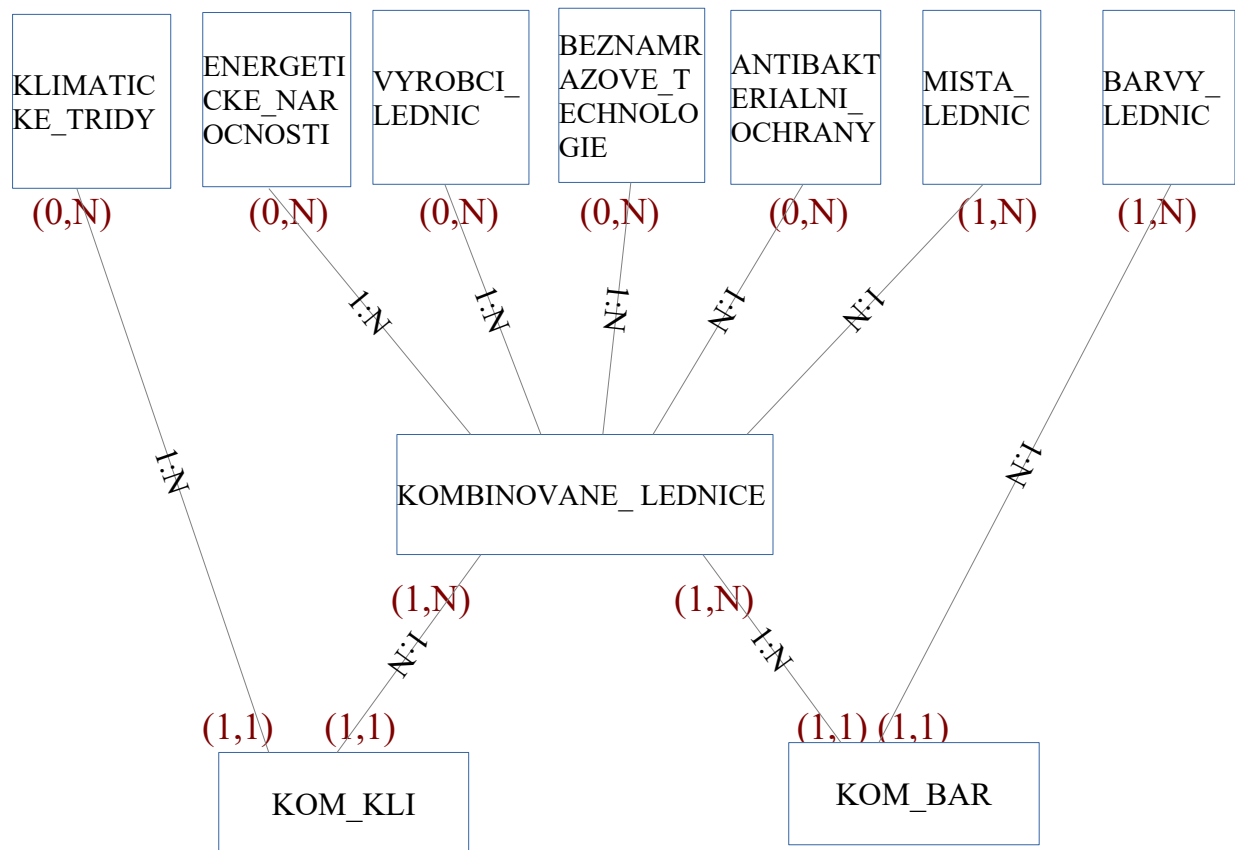 KLIMATIC
KE_TRIDY
ENERGETI
CKE_NAR
OCNOSTI
VYROBCI_
LEDNIC
BEZNAMR
AZOVE_T
ECHNOLO
GIE
ANTIBAKT
ERIALNI_
OCHRANY
MISTA_
LEDNIC
BARVY_
LEDNIC
(0,N)
(0,N)
(0,N)
(0,N)
(0,N)
(1,N)
(1,N)
1:N
1:N
1:N
N:1
N:1
1:N
N:1
KOMBINOVANE_ LEDNICE
(1,N)
(1,N)
N:1
1:N
(1,1)
(1,1)
(1,1)
(1,1)
KOM_KLI
KOM_BAR